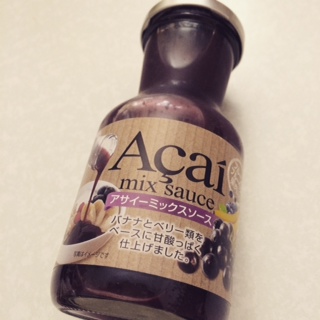 Açaí
mix sauce
アサイーミックスソース
バナナとベリー類を
ベースに甘酸っぱく
仕上げました。